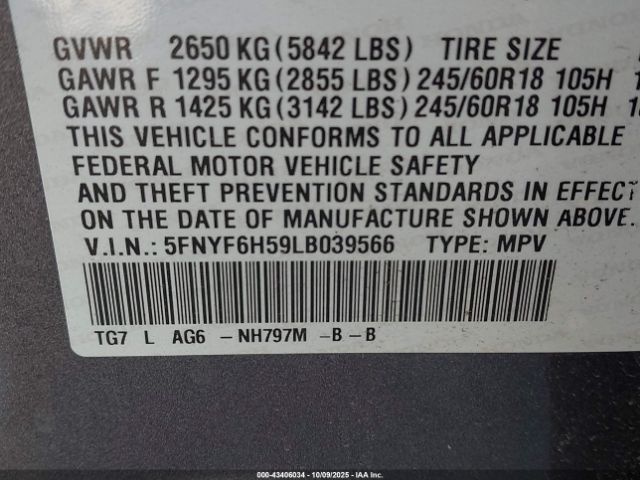 GVWR 2650 KG (5842 LBS) TIRE SIZE
GAWR F 1295 KG (2855 LBS) 245/60R18 105H
GAWR R 1425 KG (3142 LBS) 245/60R18 105H
THIS VEHICLE CONFORMS TO ALL APPLICABLE
FEDERAL MOTOR VEHICLE SAFETY
AND THEFT PREVENTION STANDARDS IN EFFECT
ON THE DATE OF MANUFACTURE SHOWN ABOVE.
V.I.N.: 5FNYF6H59LB039566 TYPE: MPV
TG7 L AG6 - NH797M - B - B
000-43406034 - 10/09/2025 - IAA Inc.